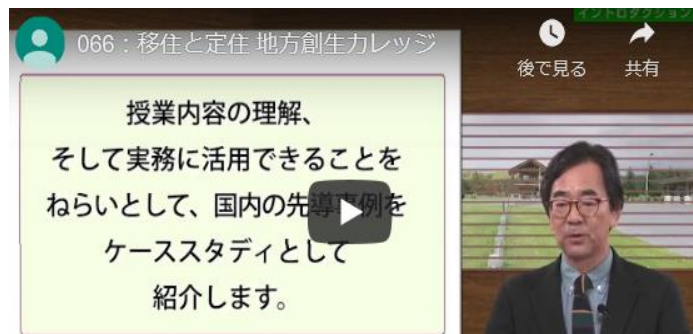 イントロダクション
066：移住と定住 地方創生カレッジ
後で見る
共有
授業内容の理解、
そして実務に活用できることを
ねらいとして、国内の先導事例を
ケーススタディとして
紹介します。